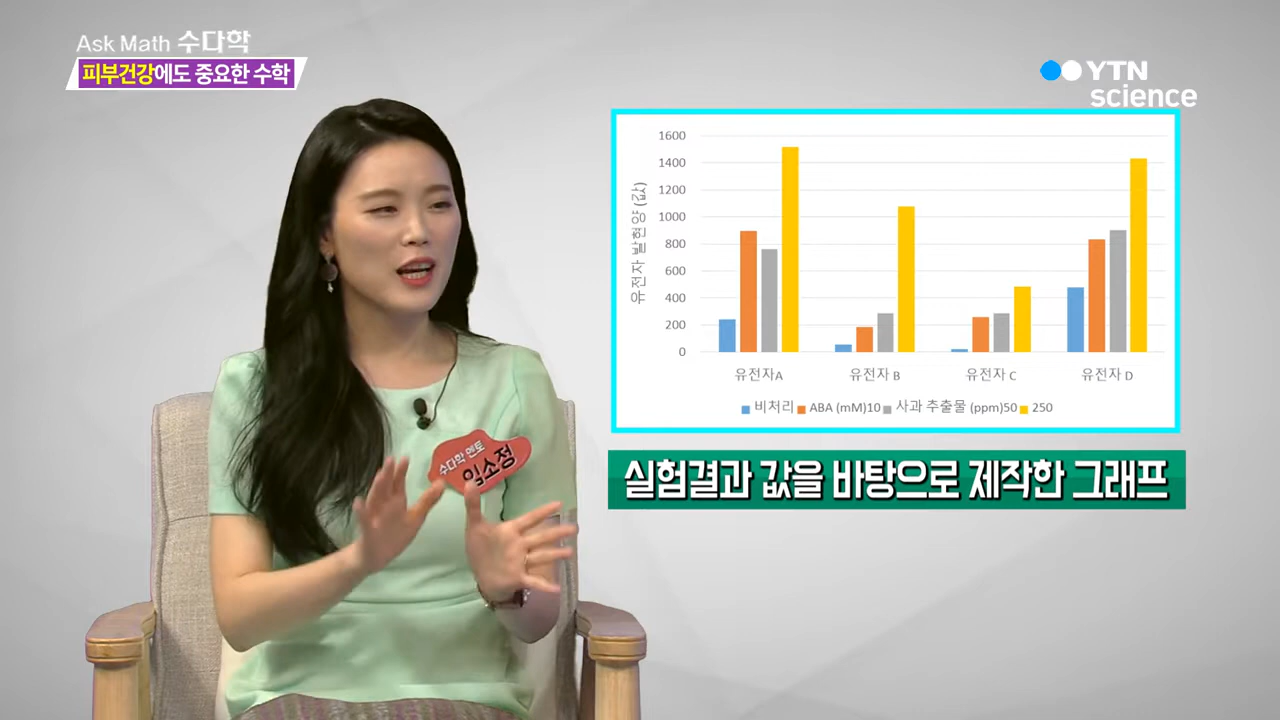 Ask Math 수다학
피부건강에도 중요한 수학
YTN
science
1600
1400
1200
1000
800
600
400
200
0
유전자 발현양 (값)
유전자A
유전자 B
유전자 C
유전자 D
비처리
ABA (mM)10
사과 추출물 (ppm)50
250
실험결과 값을 바탕으로 제작한 그래프
수다학 멘토
임소정